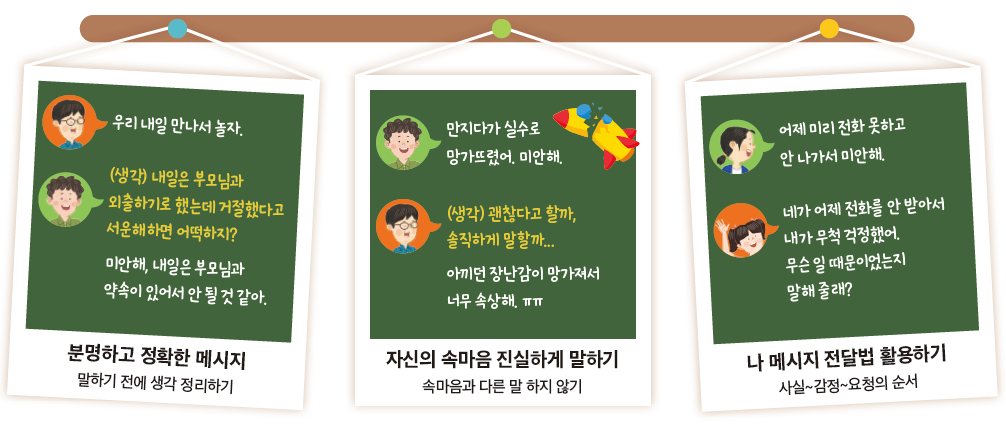 우리 내일 만나서 놀자.
(생각) 내일은 부모님과
외출하기로 했는데 거절했다고
서운해하면 어떡하지?
미안해, 내일은 부모님과
약속이 있어서 안 될 것 같아.
분명하고 정확한 메시지
말하기 전에 생각 정리하기
만지다가 실수로
망가뜨렸어. 미안해.
(생각) 괜찮다고 할까,
솔직하게 말할까...
아끼던 장난감이 망가져서
너무 속상해. ㅠㅠ
자신의 속마음 진실하게 말하기
속마음과 다른 말 하지 않기
어제 미리 전화 못하고
안 나가서 미안해.
네가 어제 전화를 안 받아서
내가 무척 걱정했어.
무슨 일 때문이었는지
말해 줄래?
나 메시지 전달법 활용하기
사실~감정~요청의 순서